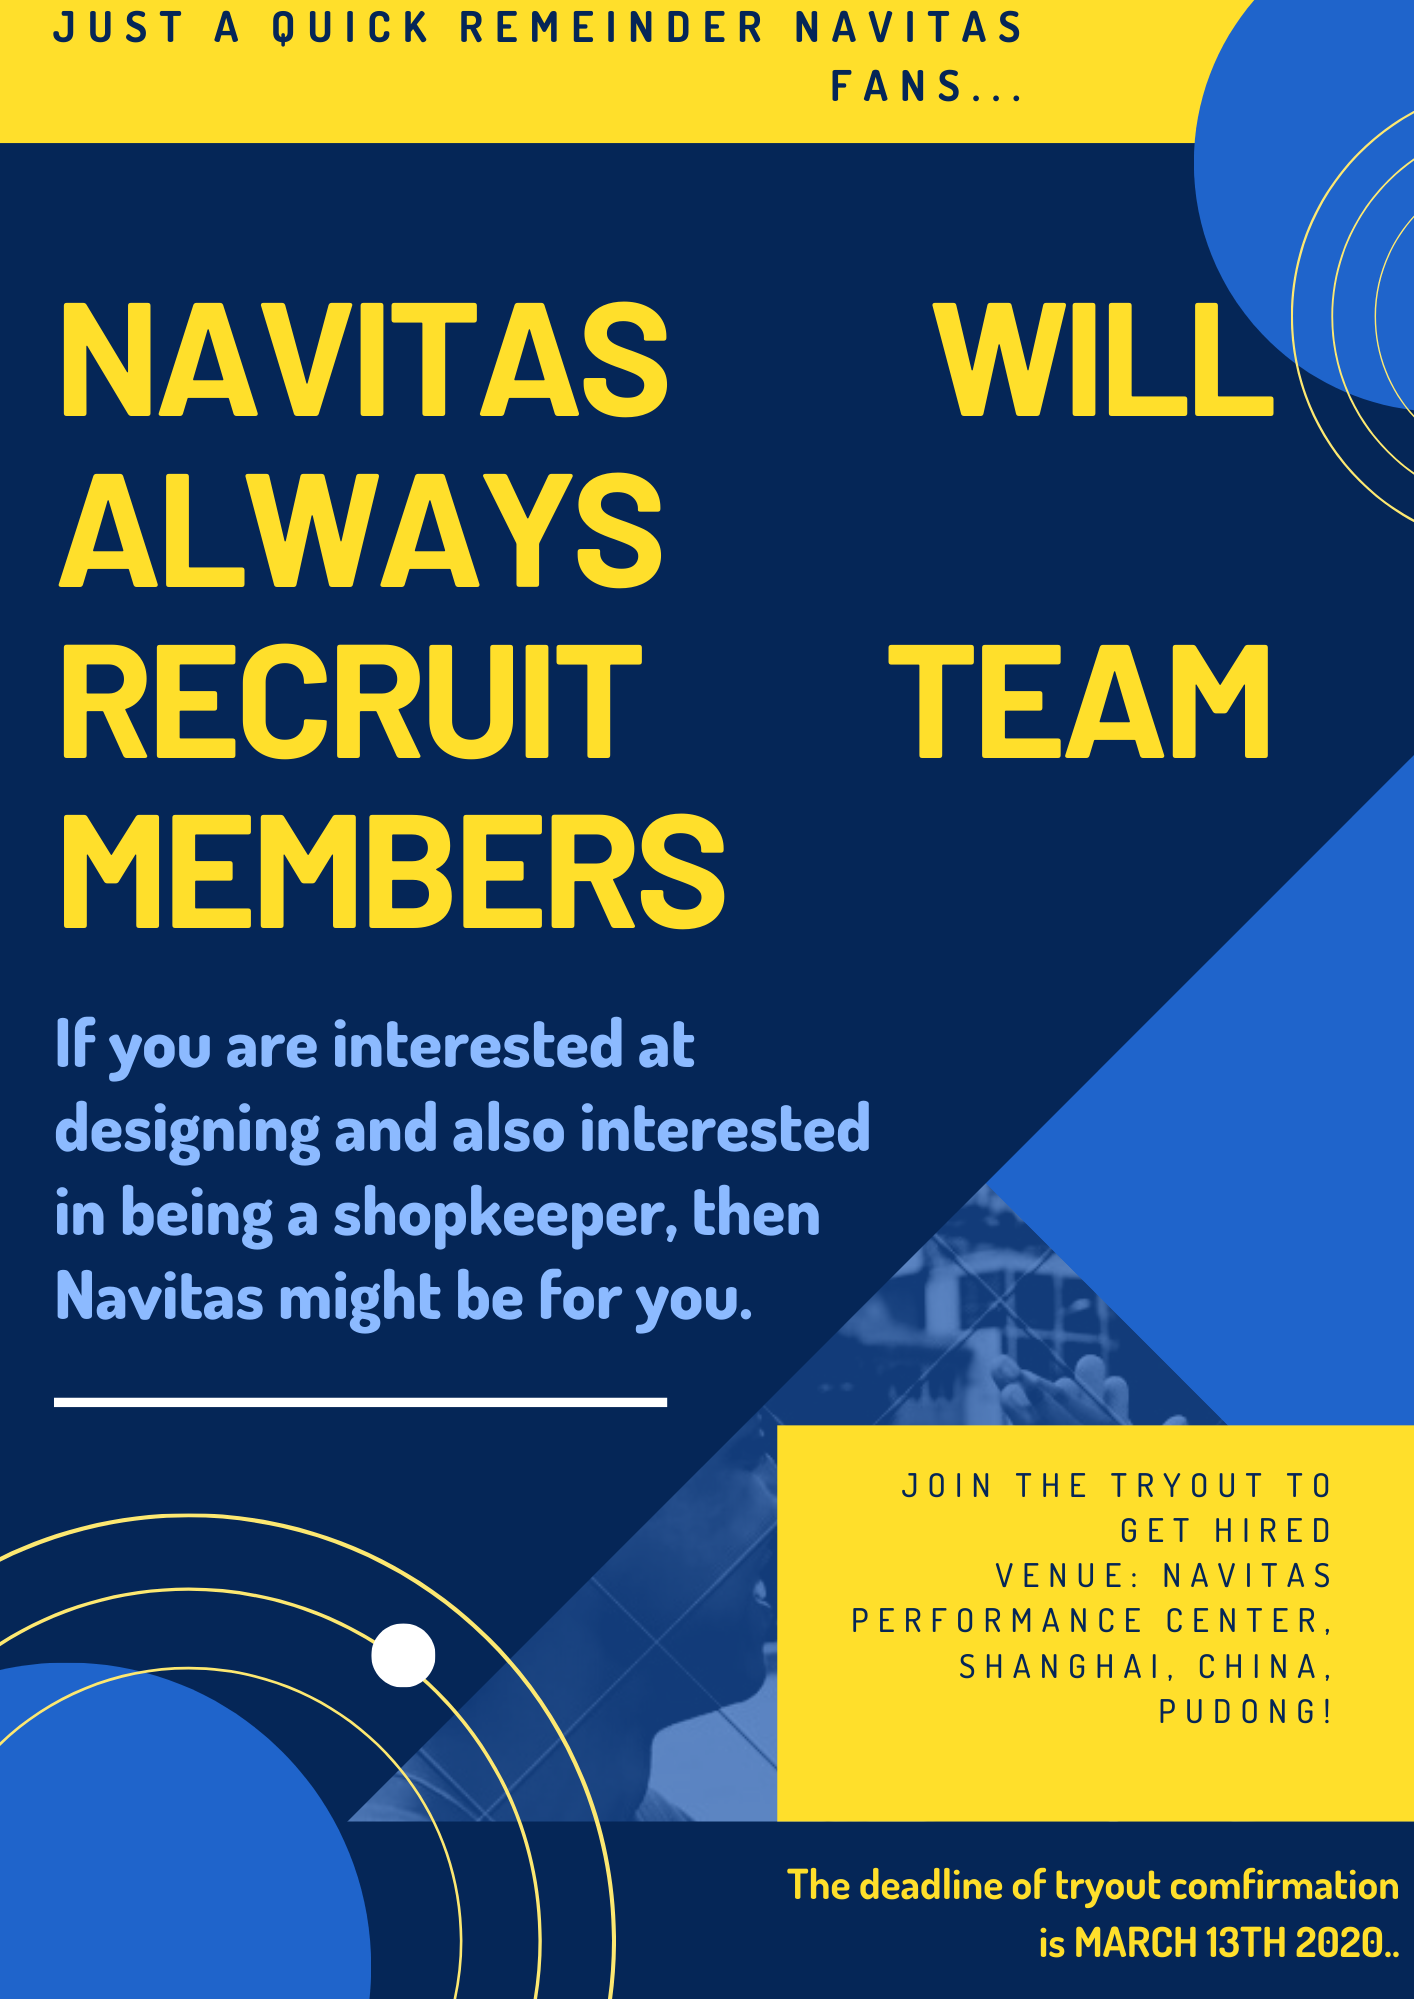 JUST A QUICK REMEINDER NAVITAS
FANS...
NAVITAS WILL
ALWAYS
RECRUIT TEAM
MEMBERS
If you are interested at
designing and also interested
in being a shopkeeper, then
Navitas might be for you.
JOIN THE TRYOUT TO
GET HIRED
VENUE: NAVITAS
PERFORMANCE CENTER,
SHANGHAI, CHINA,
PUDONG!
The deadline of tryout comfirmation
is MARCH 13TH 2020..